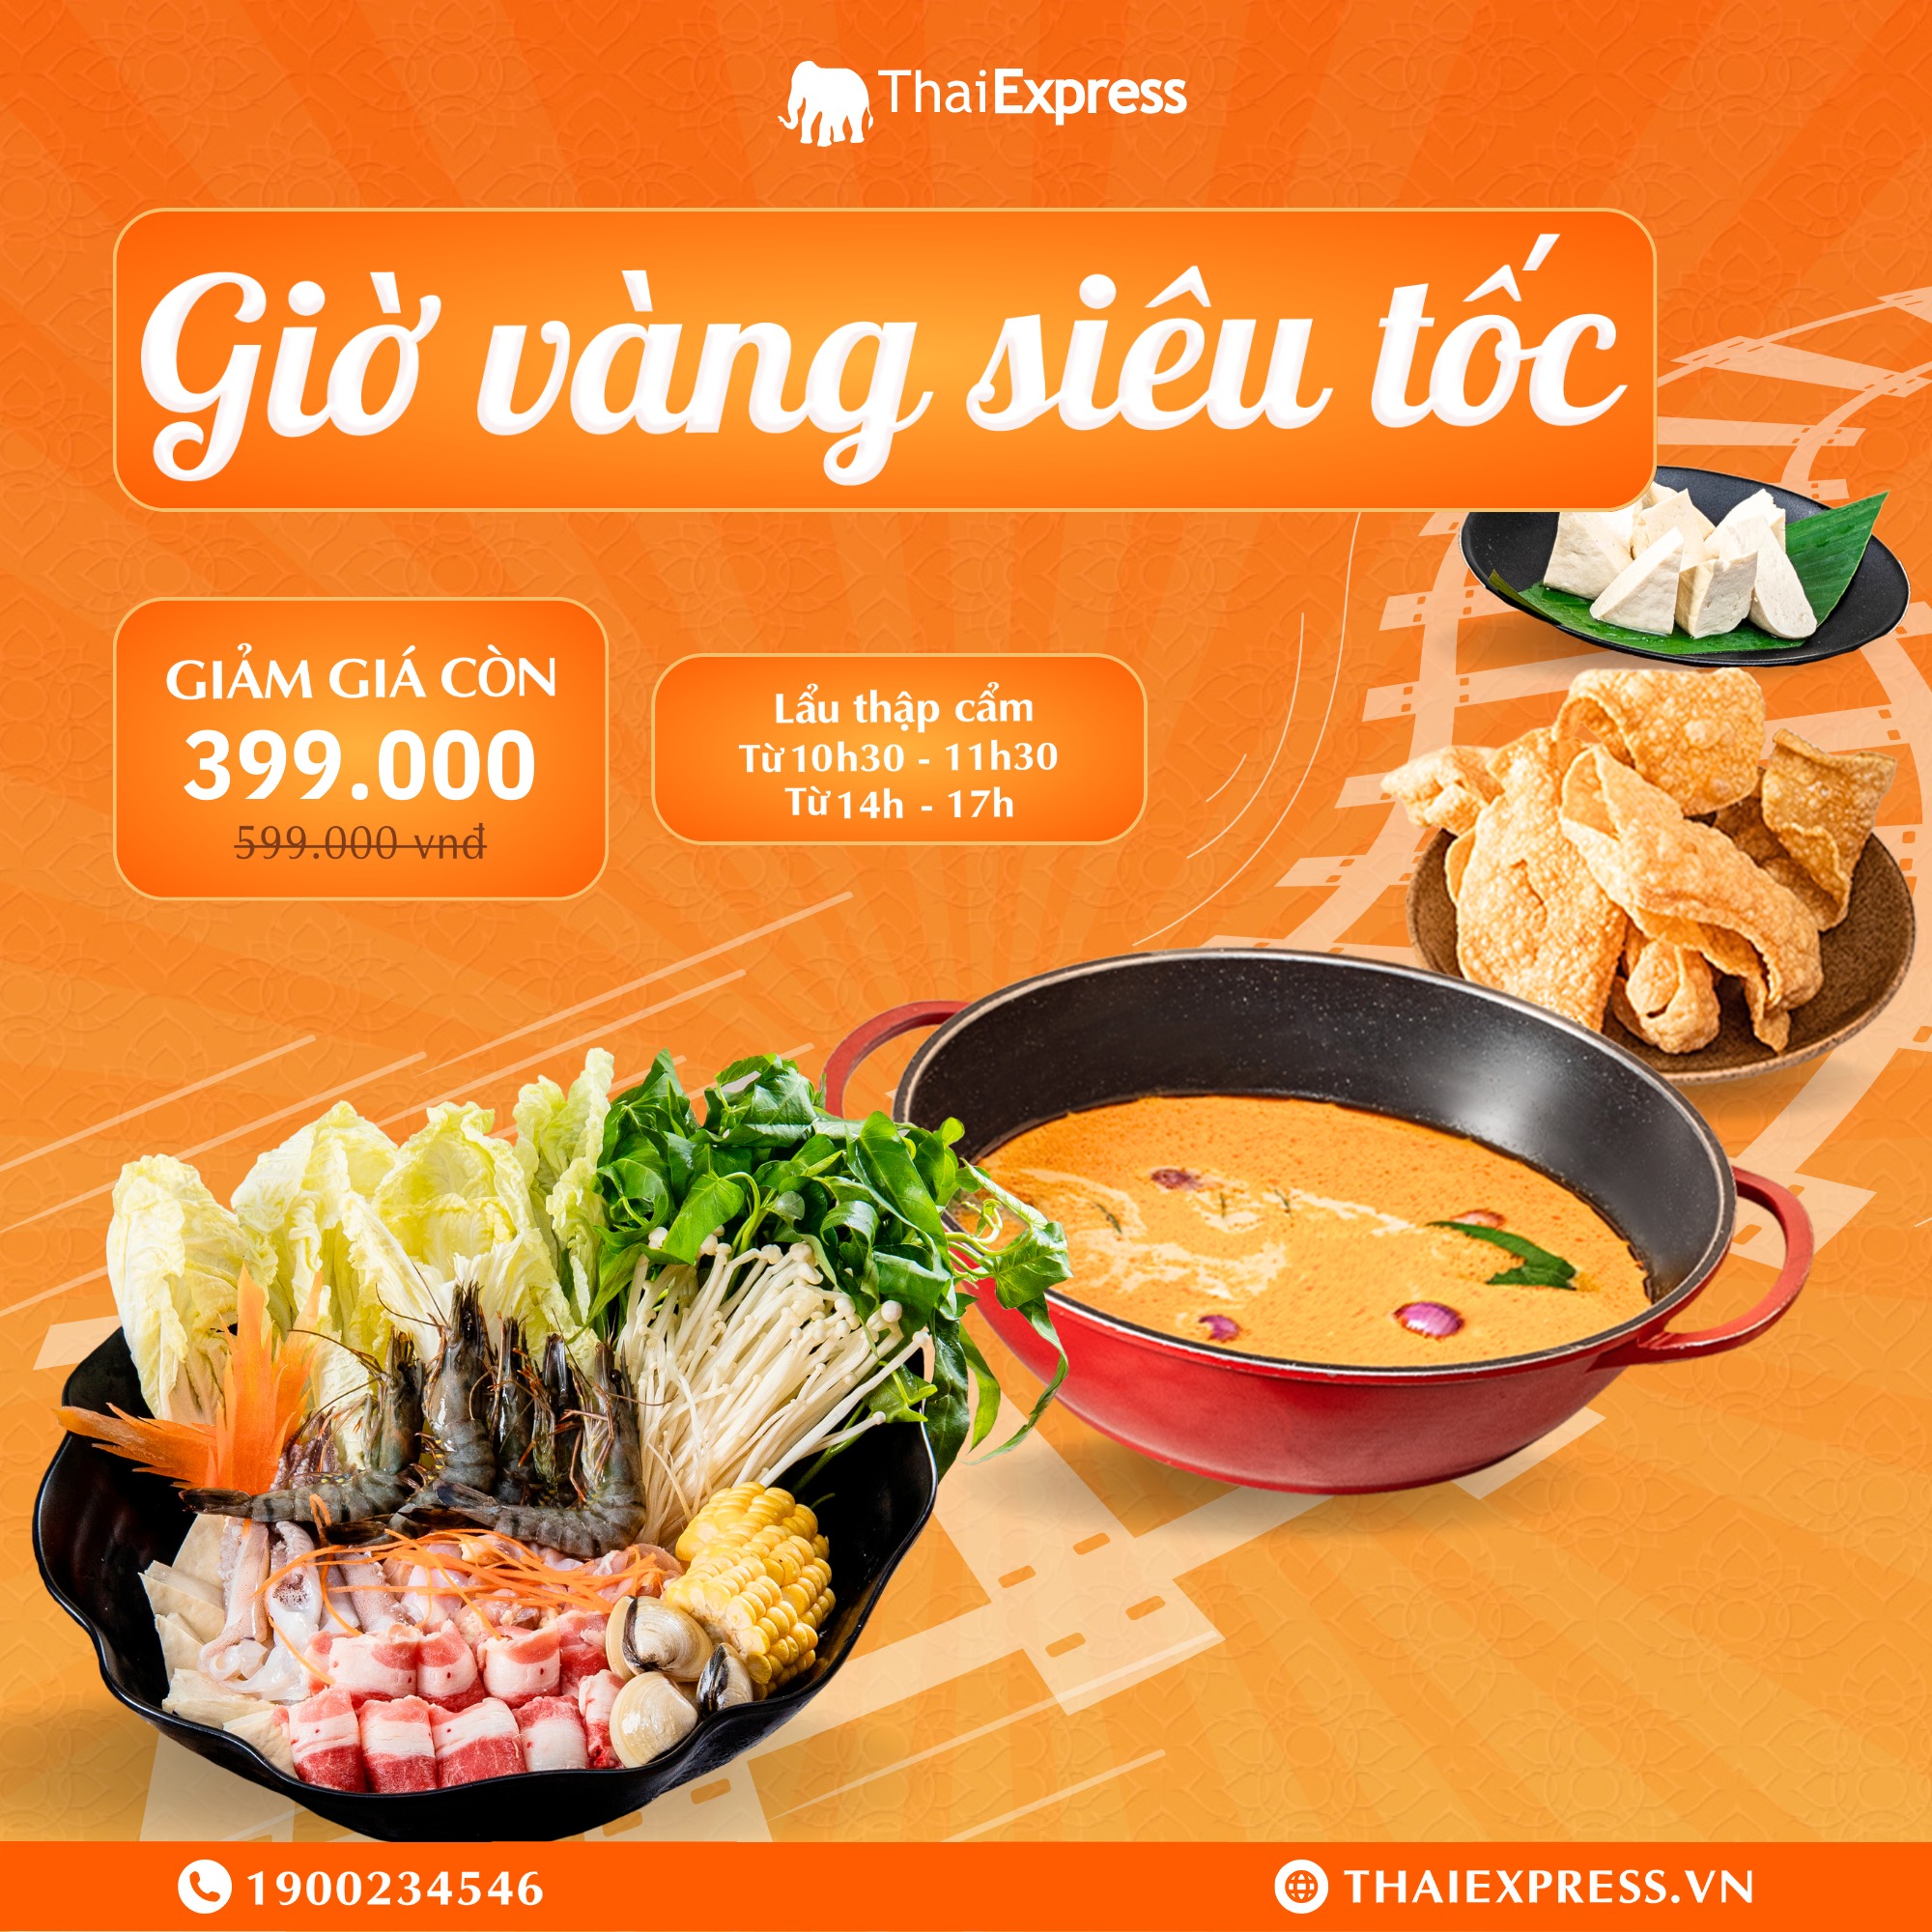 ThaiExpress
Giờ vàng siêu tốc
GIẢM GIÁ CÒN
399.000
599.000 vnđ
Lẩu thập cẩm
Từ 10h30 - 11h30
Từ 14h - 17h
1900234546
THAIEXPRESS.VN